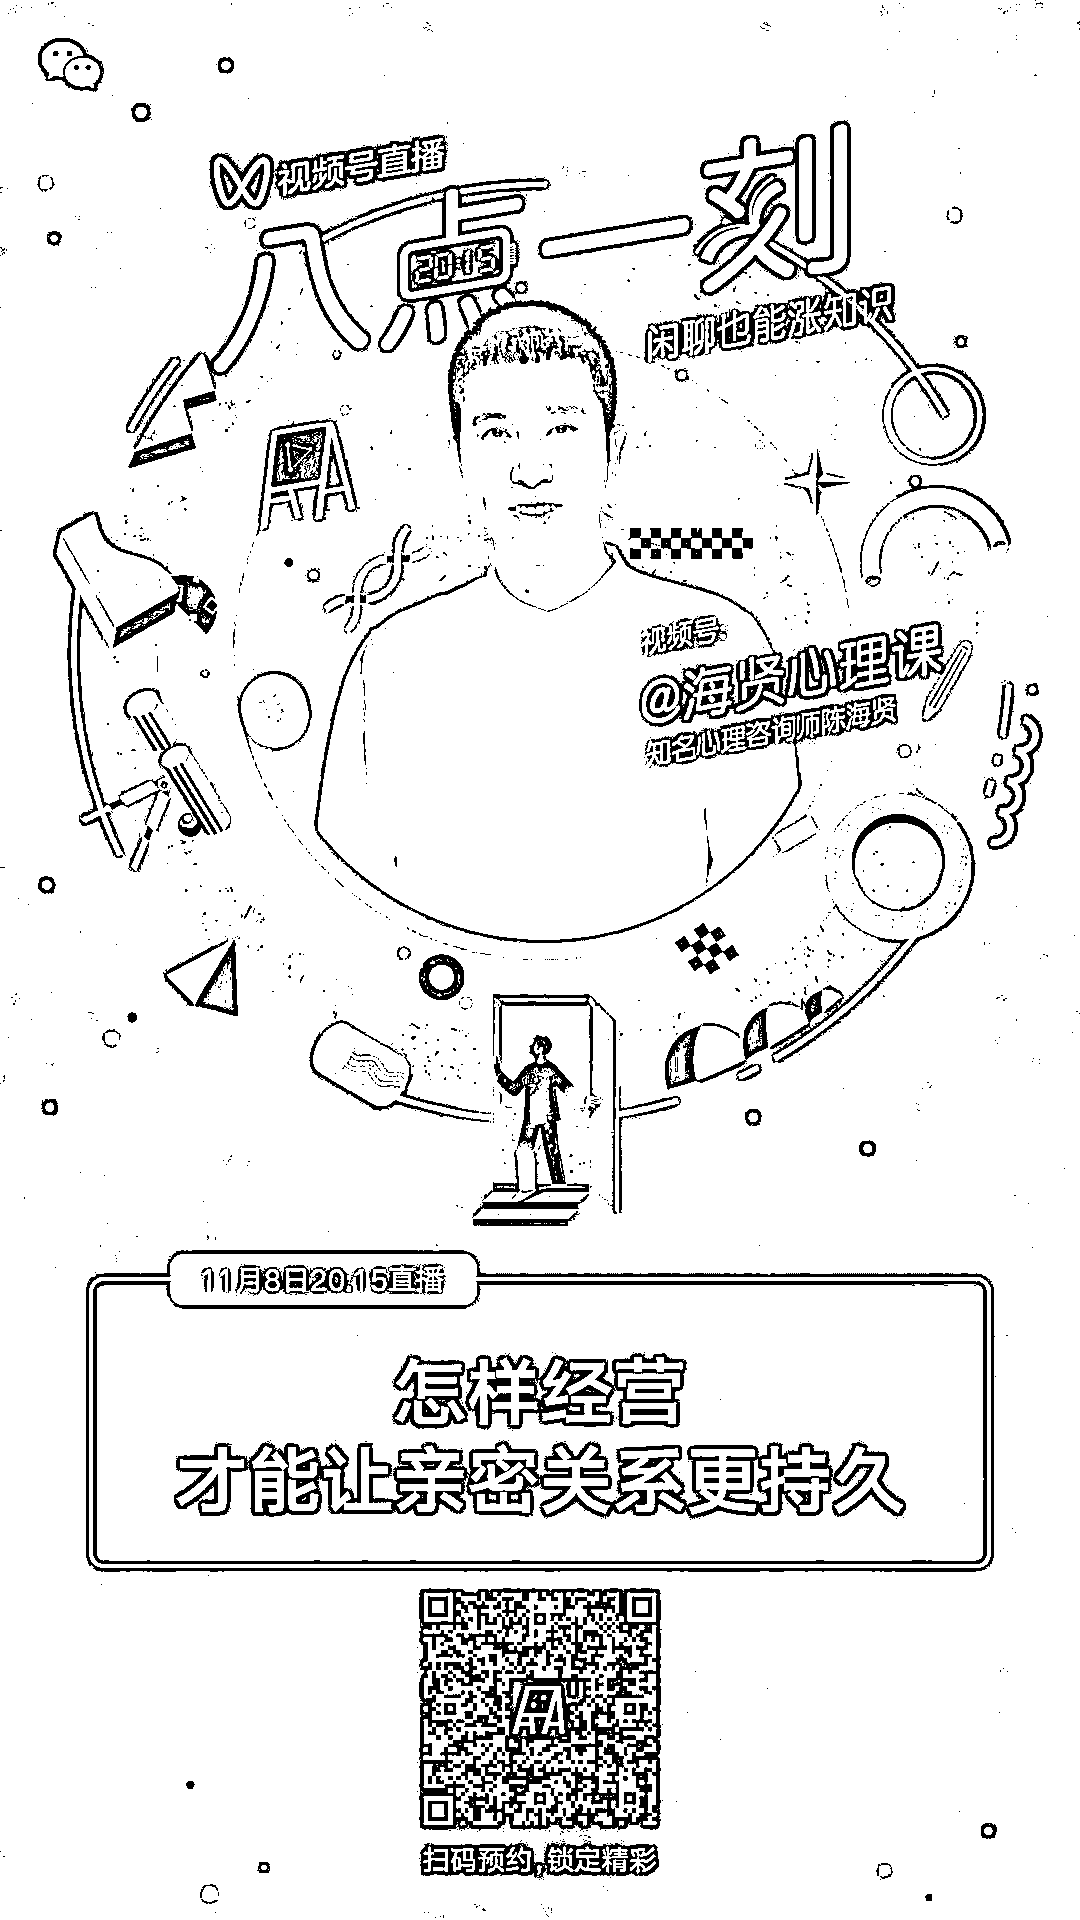 视频号直播
八点一刻
20:15
闲聊也能涨知识
视频号
@海贤心理课
知名心理咨询师陈海贤
11月8日20:15直播
怎样经营
才能让亲密关系更持久
扫码预约,锁定精彩